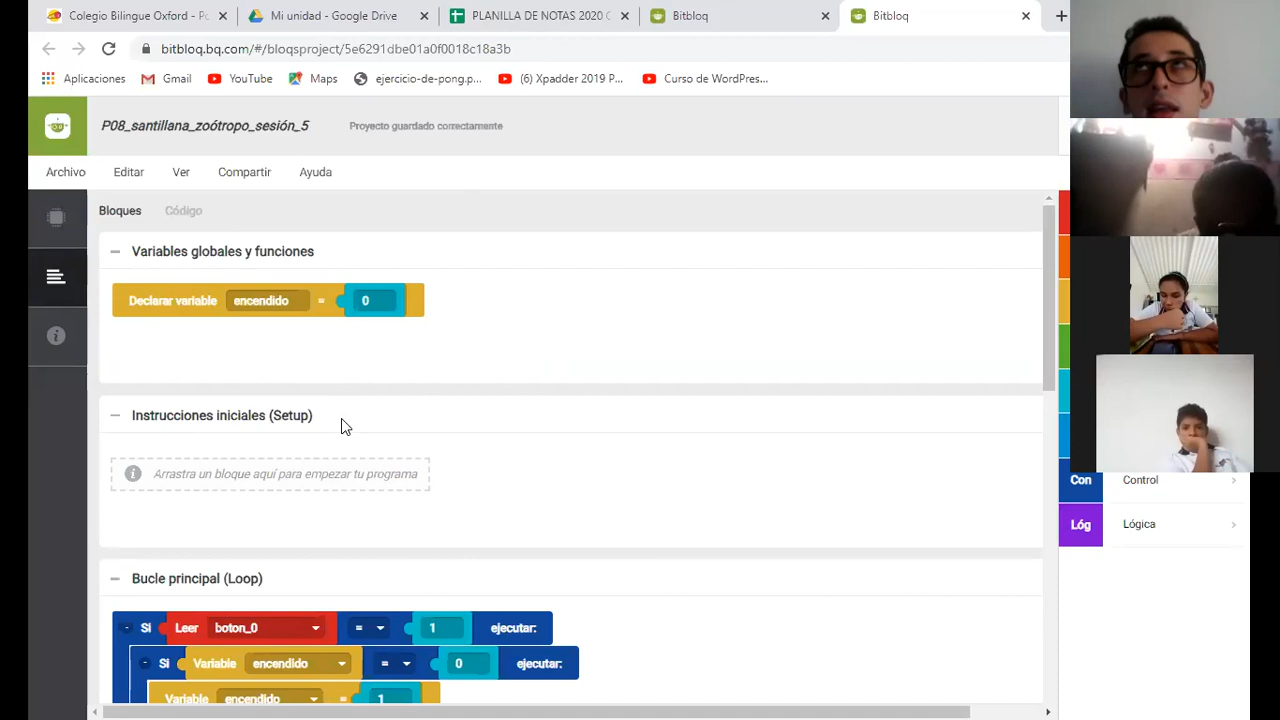 Colegio Bilingue Oxford – Po
Mi unidad - Google Drive
PLANILLA DE NOTAS 2020 C
Bitbloq
Bitbloq
bitbloq.bq.com/#/bloqsproject/5e6291dbe01a0f0018c18a3b
Aplicaciones
Gmail
YouTube
Maps
ejercicio-de-pong.p...
(6) Xpadder 2019 P...
Curso de WordPres...
P08_santillana_zoótropo_sesión_5
Proyecto guardado correctamente
Archivo
Editar
Ver
Compartir
Ayuda
Bloques
Código
Variables globales y funciones
Declarar variable encendido = 0
Instrucciones iniciales (Setup)
Arrastra un bloque aquí para empezar tu programa
Bucle principal (Loop)
Si Leer boton_0 = 1 ejecutar:
Si Variable encendido = 0 ejecutar:
Variable encendido = 1
Con Control
Lóg Lógica